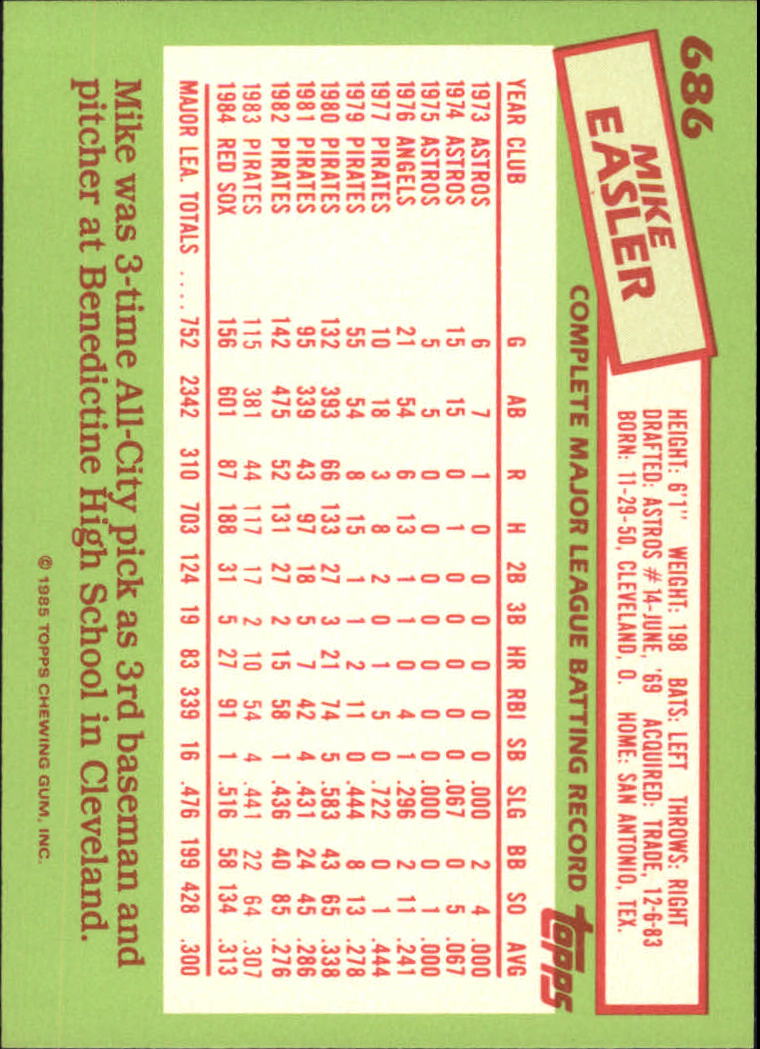 686
MIKE
EASLER
HEIGHT: 6'1" WEIGHT: 198 BATS: LEFT THROWS: RIGHT
DRAFTED: ASTROS #14-JUNE, '69 ACQUIRED: TRADE, 12-6-83
BORN: 11-29-50, CLEVELAND, O. HOME: SAN ANTONIO, TEX.
COMPLETE MAJOR LEAGUE BATTING RECORD topps
YEAR CLUB G AB R H 2B 3B HR RBI SB SLG BB SO AVG
1973 ASTROS 6 7 1 0 0 0 0 0 0 .000 2 4 .000
1974 ASTROS 15 15 0 1 0 0 0 0 0 .067 0 5 .067
1975 ASTROS 5 5 0 0 0 0 0 0 0 .000 0 1 .000
1976 ANGELS 21 54 6 13 1 1 0 4 1 .296 2 11 .241
1977 PIRATES 10 18 3 8 2 0 1 5 0 .722 0 1 .444
1979 PIRATES 55 54 8 15 1 1 2 11 0 .444 8 13 .278
1980 PIRATES 132 393 66 133 27 3 21 74 5 .583 43 65 .338
1981 PIRATES 95 339 43 97 18 5 7 42 4 .431 24 45 .286
1982 PIRATES 142 475 52 131 27 2 15 58 1 .436 40 85 .276
1983 PIRATES 115 381 44 117 17 2 10 54 4 .441 22 64 .307
1984 RED SOX 156 601 87 188 31 5 27 91 1 .516 58 134 .313
MAJOR LEA. TOTALS ..... 752 2342 310 703 124 19 83 339 16 .476 199 428 .300
Mike was 3-time All-City pick as 3rd baseman and
pitcher at Benedictine High School in Cleveland.
© 1985 TOPPS CHEWING GUM, INC.